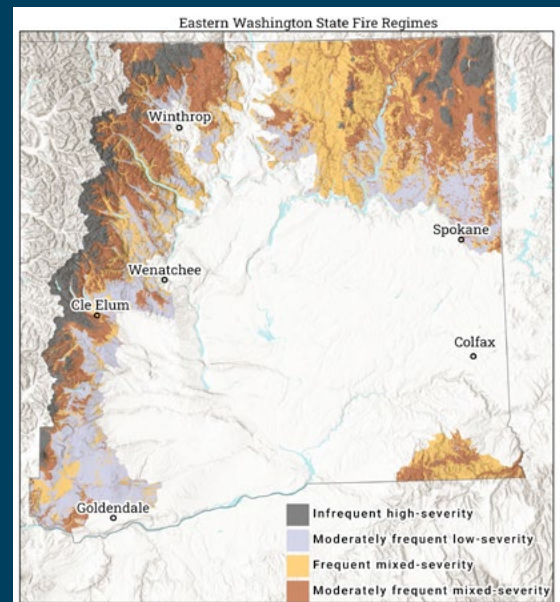 Eastern Washington State Fire Regimes
Winthrop
Spokane
Wenatchee
Cle Elum
Colfax
Goldendale
Infrequent high-severity
Moderately frequent low-severity
Frequent mixed-severity
Moderately frequent mixed-severity